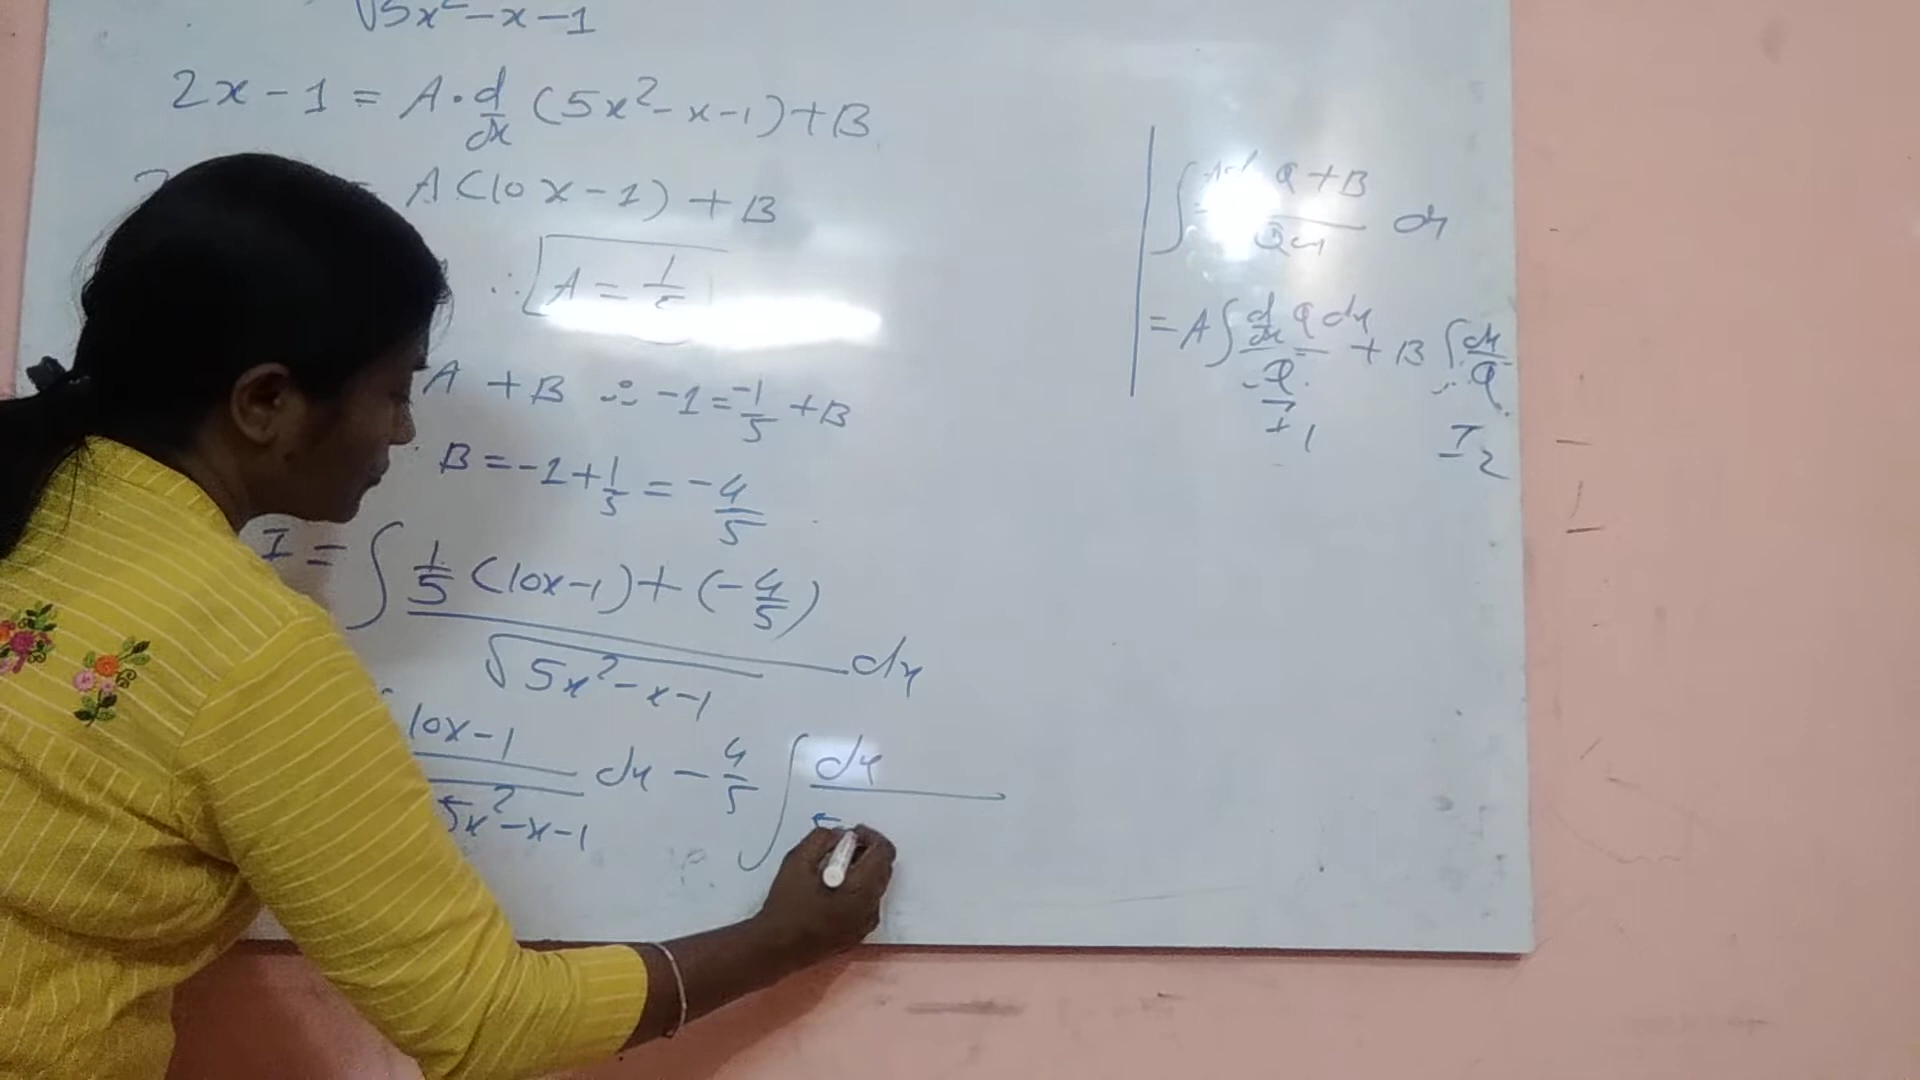 √5x²-x-1
2x-1 = A·d/dx (5x²-x-1)+B
= A(10x-1) + B
∴ A = 1/5
A + B ∴ -1 = -1/5 + B
B = -1 + 1/5 = -4/5
I = ∫ 1/5 (10x-1) + (-4/5) / √5x²-x-1 dx
10x-1 / 5x²-x-1 dx - 4/5 ∫ dx
∫ Q + B dx
= A ∫ d/dx Q dx / Q + B ∫ dx / Q
I1 I2